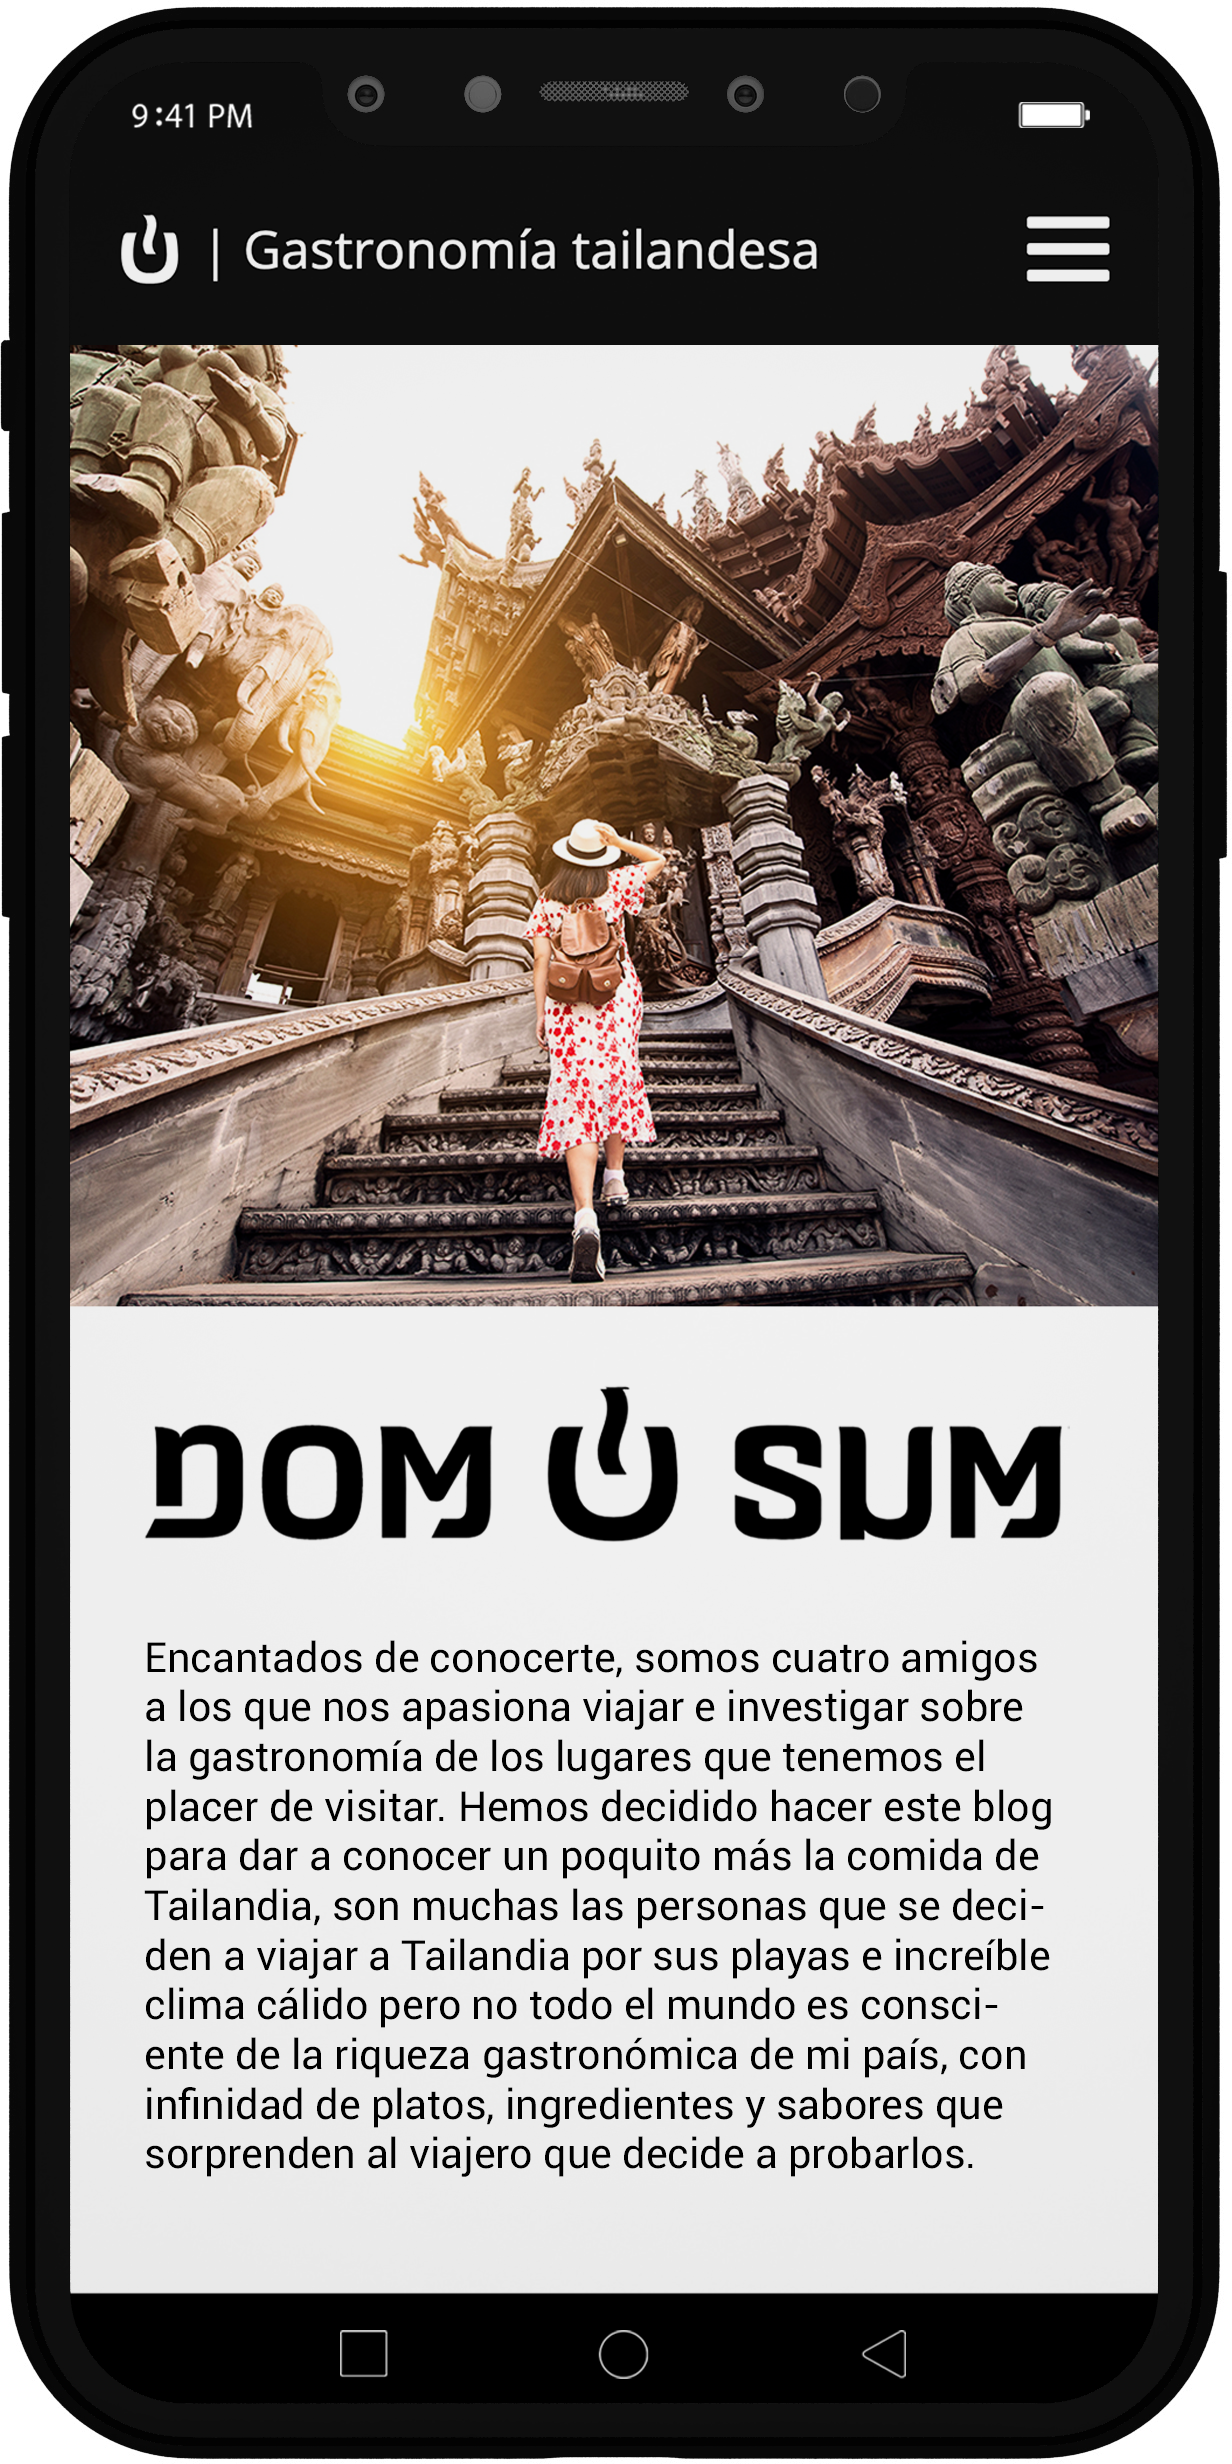 9:41 PM
| Gastronomía tailandesa
DOM SUM
Encantados de conocerte, somos cuatro amigos
a los que nos apasiona viajar e investigar sobre
la gastronomía de los lugares que tenemos el
placer de visitar. Hemos decidido hacer este blog
para dar a conocer un poquito más la comida de
Tailandia, son muchas las personas que se deci-
den a viajar a Tailandia por sus playas e increíble
clima cálido pero no todo el mundo es consci-
ente de la riqueza gastronómica de mi país, con
infinidad de platos, ingredientes y sabores que
sorprenden al viajero que decide a probarlos.